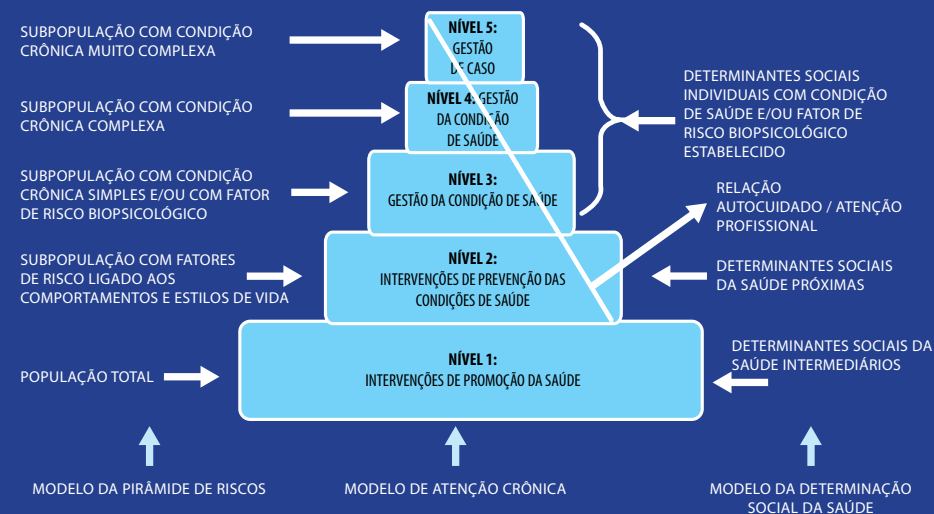 SUBPOPULAÇÃO COM CONDIÇÃO
CRÔNICA MUITO COMPLEXA
SUBPOPULAÇÃO COM CONDIÇÃO
CRÔNICA COMPLEXA
SUBPOPULAÇÃO COM CONDIÇÃO
CRÔNICA SIMPLES E/OU COM FATOR
DE RISCO BIOPSICOLÓGICO
SUBPOPULAÇÃO COM FATORES
DE RISCO LIGADO AOS
COMPORTAMENTOS E ESTILOS DE VIDA
POPULAÇÃO TOTAL
NÍVEL 5:
GESTÃO
DE CASO
NÍVEL 4: GESTÃO
DA CONDIÇÃO
DE SAÚDE
NÍVEL 3:
GESTÃO DA CONDIÇÃO DE SAÚDE
NÍVEL 2:
INTERVENÇÕES DE PREVENÇÃO DAS
CONDIÇÕES DE SAÚDE
NÍVEL 1:
INTERVENÇÕES DE PROMOÇÃO DA SAÚDE
DETERMINANTES SOCIAIS
INDIVIDUAIS COM CONDIÇÃO
DE SAÚDE E/OU FATOR DE
RISCO BIOPSICOLÓGICO
ESTABELECIDO
RELAÇÃO
AUTOCUIDADO / ATENÇÃO
PROFISSIONAL
DETERMINANTES SOCIAIS
DA SAÚDE PRÓXIMAS
DETERMINANTES SOCIAIS DA
SAÚDE INTERMEDIÁRIOS
MODELO DA PIRÂMIDE DE RISCOS
MODELO DE ATENÇÃO CRÔNICA
MODELO DA DETERMINAÇÃO
SOCIAL DA SAÚDE